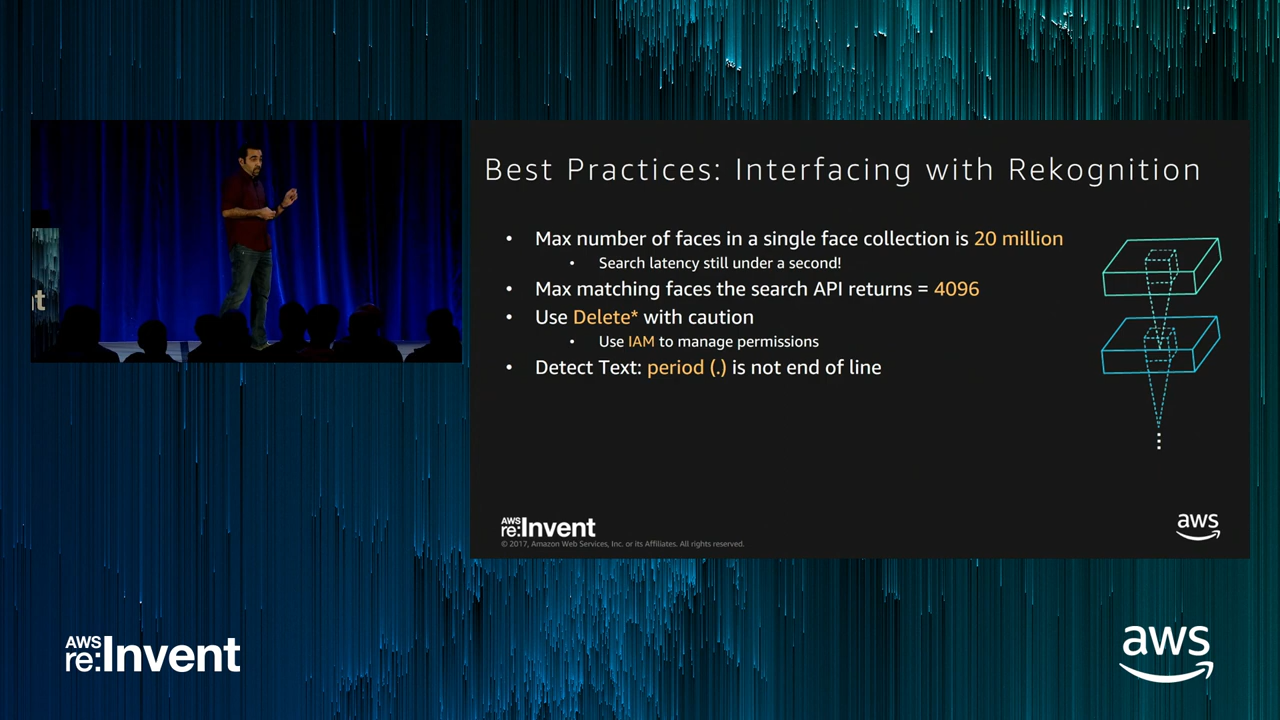 Best Practices: Interfacing with Rekognition
• Max number of faces in a single face collection is 20 million
• Search latency still under a second!
• Max matching faces the search API returns = 4096
• Use Delete* with caution
• Use IAM to manage permissions
• Detect Text: period (.) is not end of line
AWS
re:Invent
© 2017, Amazon Web Services, Inc. or its Affiliates. All rights reserved.
aws
t
AWS
re:Invent
aws